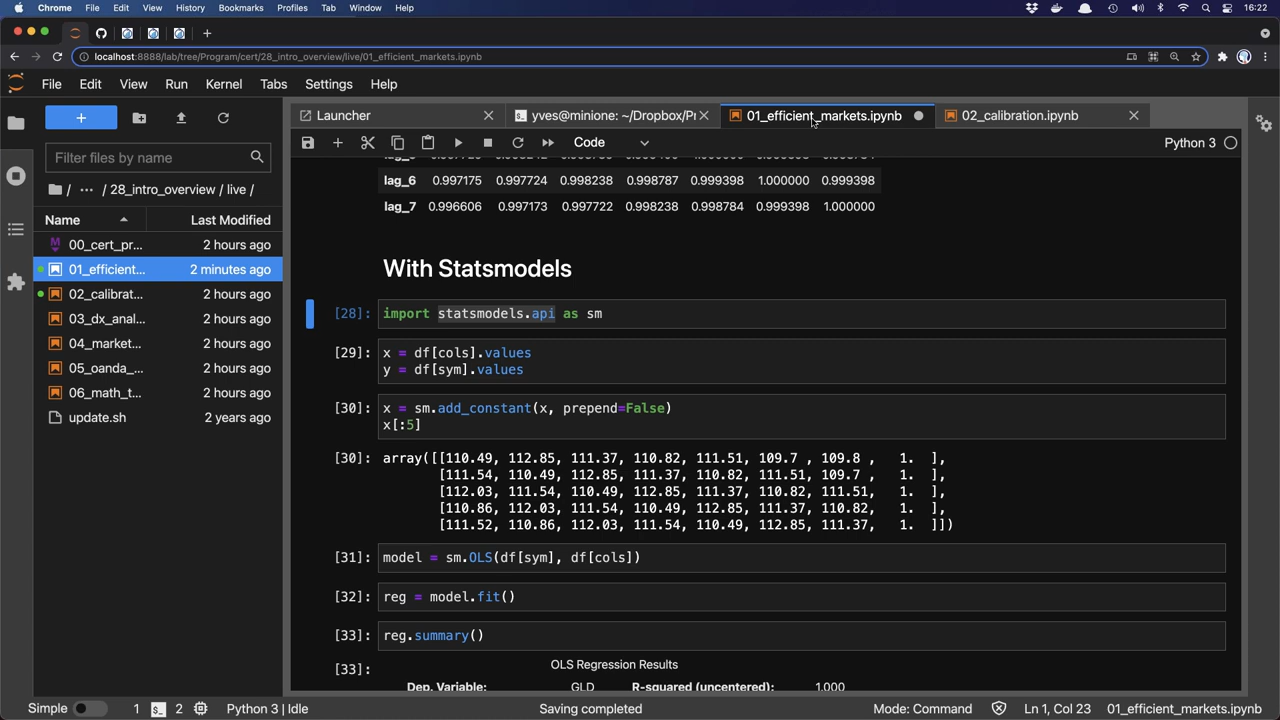 Chrome File Edit View History Bookmarks Profiles Tab Window Help 16:22
localhost:8888/lab/tree/Program/cert/28_intro_overview/live/01_efficient_markets.ipynb
File Edit View Run Kernel Tabs Settings Help
Launcher yves@minione: ~/Dropbox/Pr 01_efficient_markets.ipynb 02_calibration.ipynb
Code Python 3
Filter files by name
/ ... / 28_intro_overview / live /
Name Last Modified
00_cert_pr... 2 hours ago
01_efficient... 2 minutes ago
02_calibrat... 2 hours ago
03_dx_anal... 2 hours ago
04_market... 2 hours ago
05_oanda_... 2 hours ago
06_math_t... 2 hours ago
update.sh 2 years ago
lag_6 0.997175 0.997724 0.998238 0.998787 0.999398 1.000000 0.999398
lag_7 0.996606 0.997173 0.997722 0.998238 0.998784 0.999398 1.000000
With Statsmodels
[28]: import statsmodels.api as sm
[29]: x = df[cols].values
y = df[sym].values
[30]: x = sm.add_constant(x, prepend=False)
x[:5]
[30]: array([[110.49, 112.85, 111.37, 110.82, 111.51, 109.7 , 109.8 , 1. ],
[111.54, 110.49, 112.85, 111.37, 110.82, 111.51, 109.7 , 1. ],
[112.03, 111.54, 110.49, 112.85, 111.37, 110.82, 111.51, 1. ],
[110.86, 112.03, 111.54, 110.49, 112.85, 111.37, 110.82, 1. ],
[111.52, 110.86, 112.03, 111.54, 110.49, 112.85, 111.37, 1. ]])
[31]: model = sm.OLS(df[sym], df[cols])
[32]: reg = model.fit()
[33]: reg.summary()
[33]: OLS Regression Results
Dep. Variable: GLD R-squared (uncentered): 1.000
Simple 1 2 Python 3 | Idle Saving completed Mode: Command Ln 1, Col 23 01_efficient_markets.ipynb